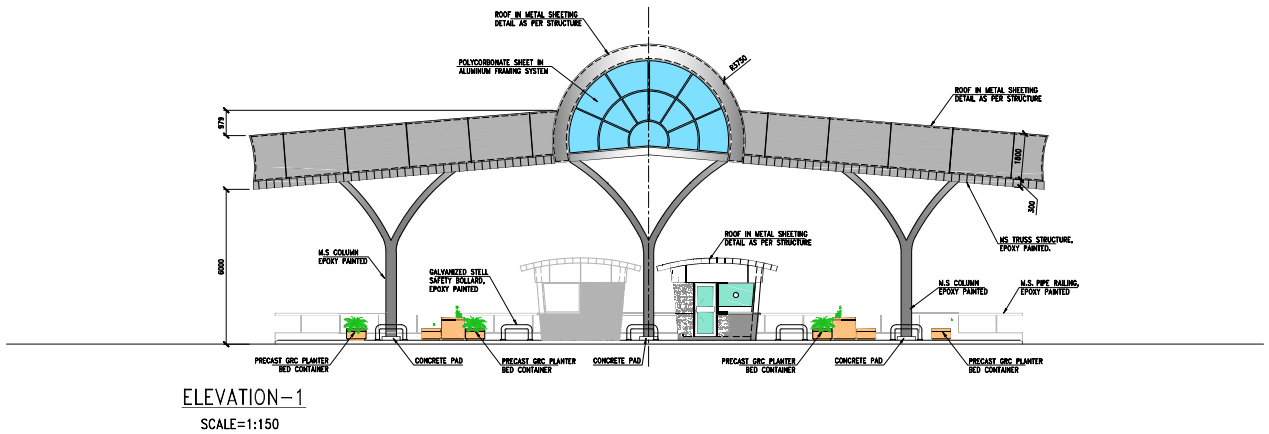 ROOF IN METAL SHEETING
DETAIL AS PER STRUCTURE
POLYCARBONATE SHEET IN
ALUMINUM FRAMING SYSTEM
R5750
ROOF IN METAL SHEETING
DETAIL AS PER STRUCTURE
979
1800
300
6000
ROOF IN METAL SHEETING
DETAIL AS PER STRUCTURE
MS TRUSS STRUCTURE,
EPOXY PAINTED.
M.S COLUMN
EPOXY PAINTED
GALVANIZED STELL
SAFETY BOLLARD,
EPOXY PAINTED
M.S COLUMN
EPOXY PAINTED
M.S. PIPE RAILING,
EPOXY PAINTED
PRECAST GRC PLANTER
BED CONTAINER
CONCRETE PAD
PRECAST GRC PLANTER
BED CONTAINER
CONCRETE PAD
PRECAST GRC PLANTER
BED CONTAINER
CONCRETE PAD
PRECAST GRC PLANTER
BED CONTAINER
ELEVATION-1
SCALE=1:150